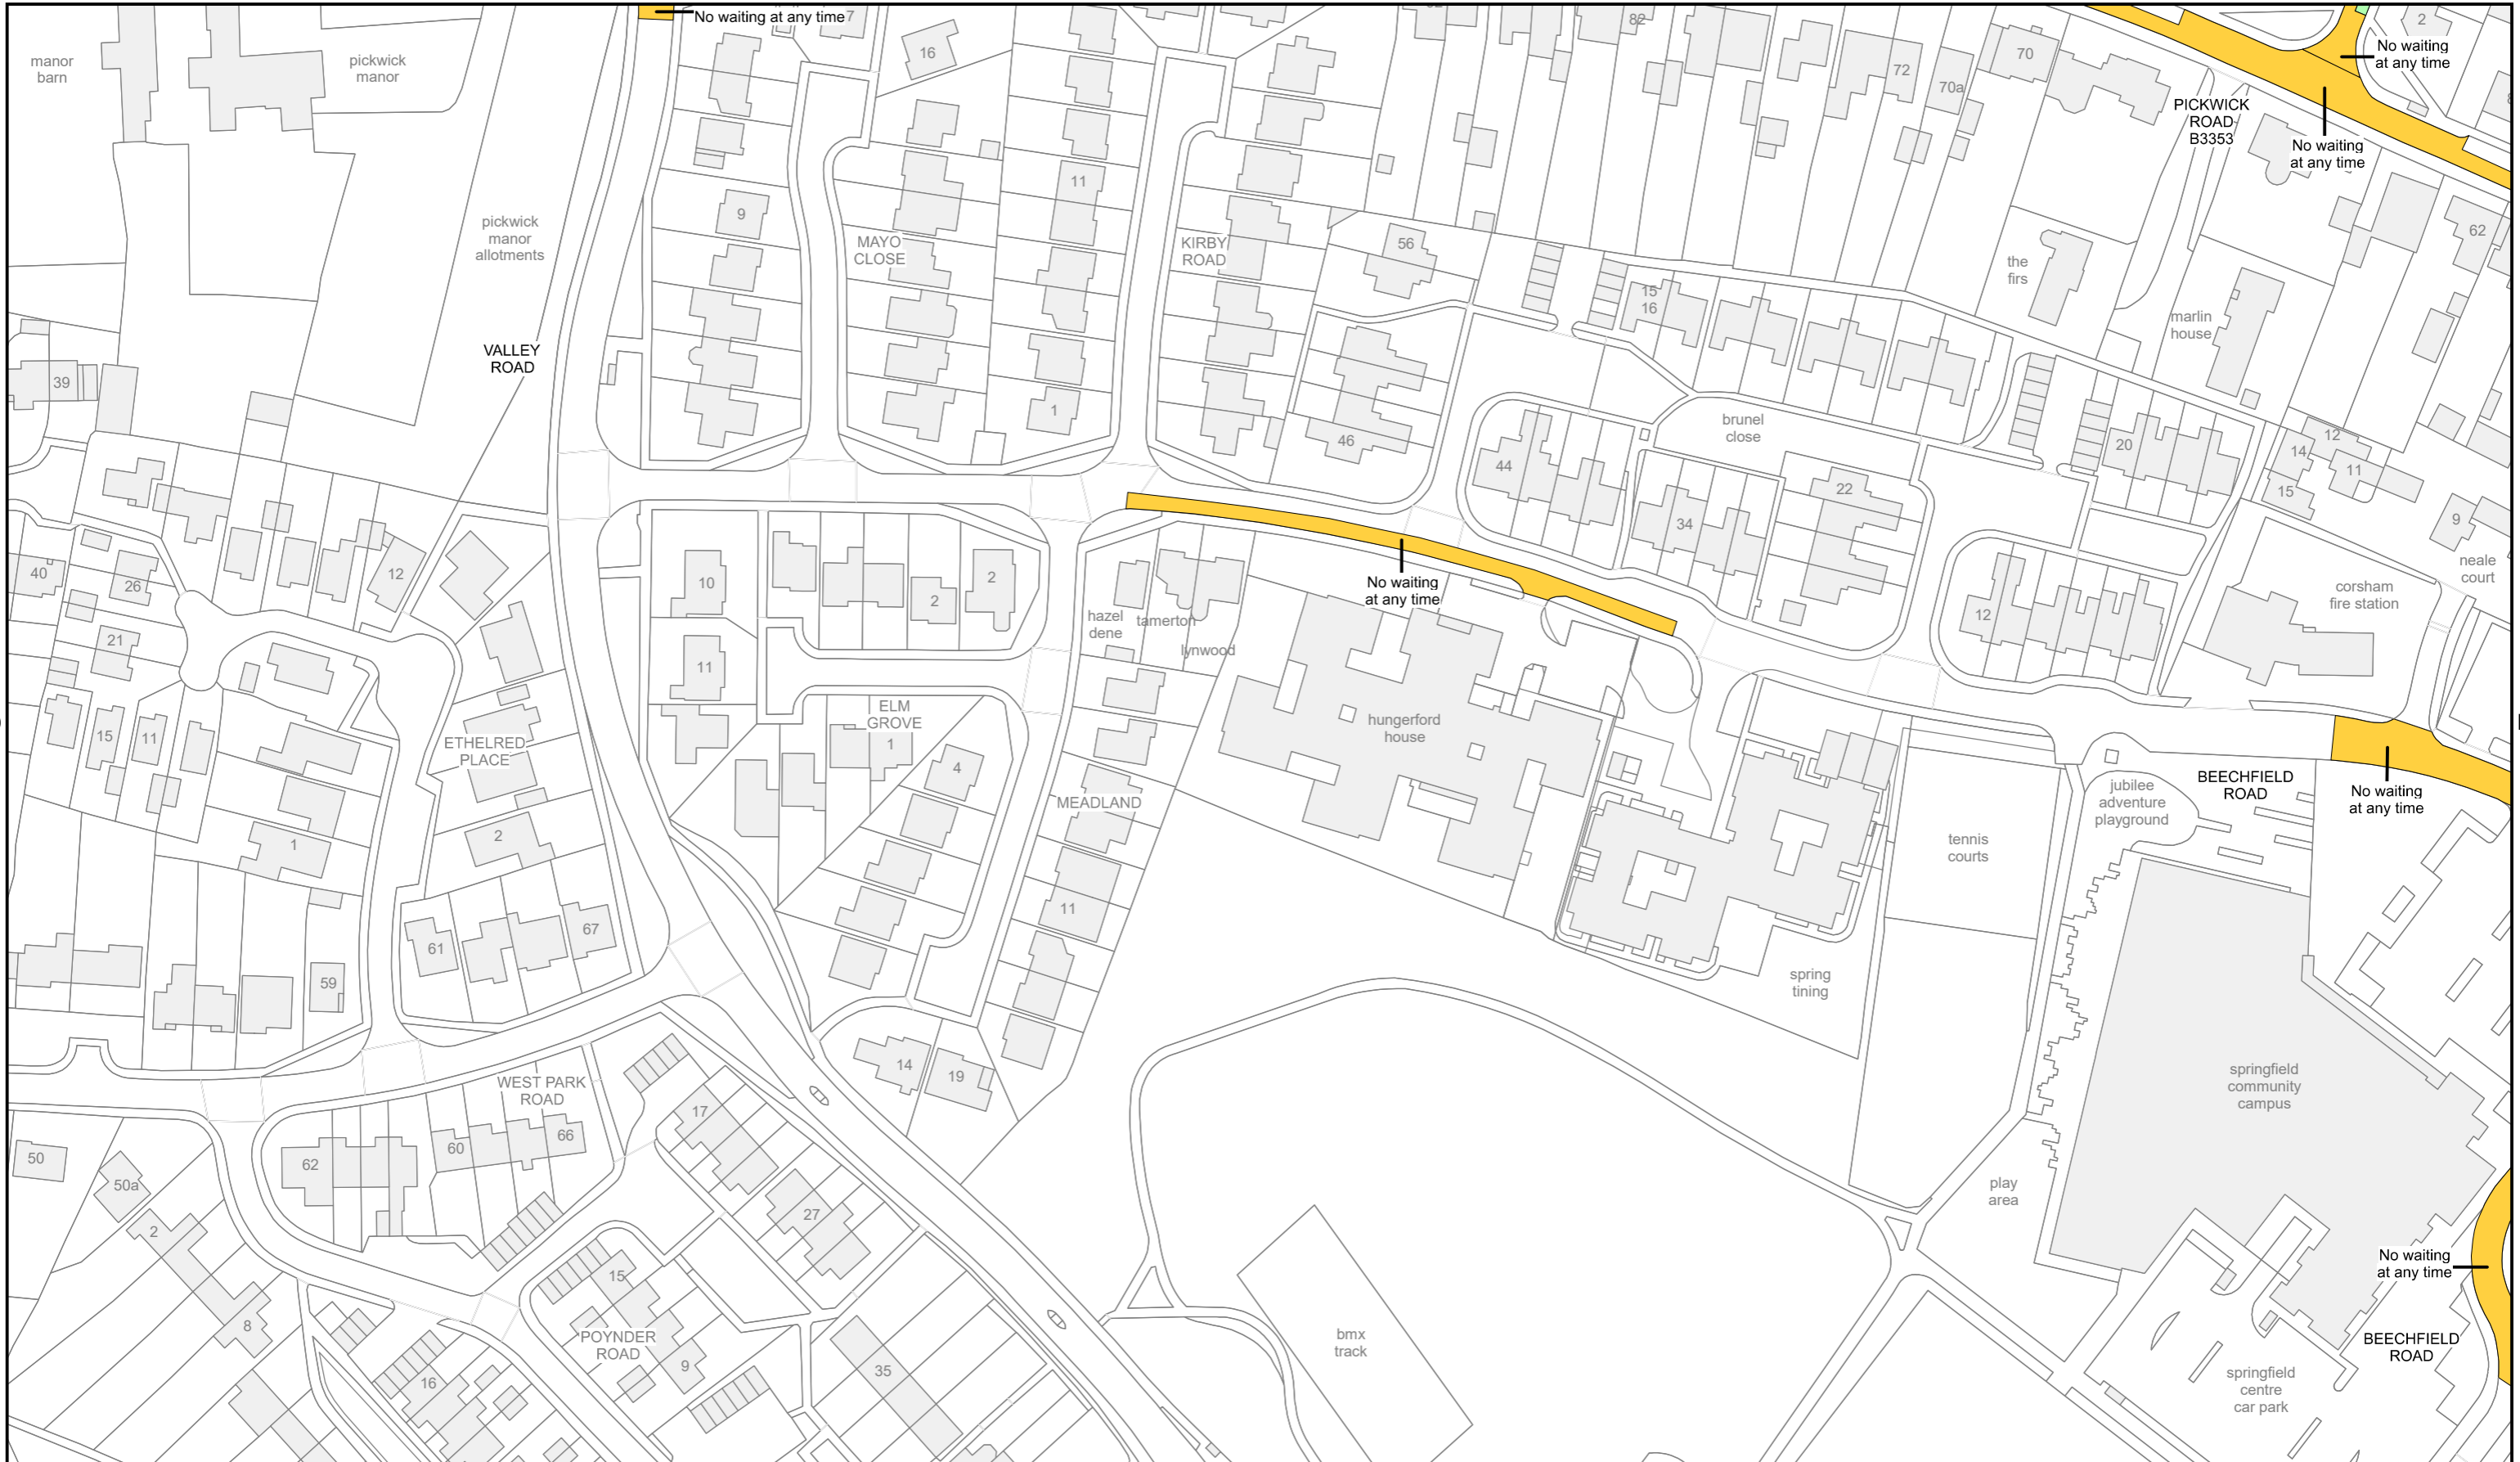 No waiting at any time
7
16
82
2
No waiting
at any time
manor
barn
pickwick
manor
72
70a
70
PICKWICK
ROAD
B3353
No waiting
at any time
9
11
pickwick
manor
allotments
MAYO
CLOSE
KIRBY
ROAD
56
62
the
firs
15
16
marlin
house
VALLEY
ROAD
39
1
46
brunel
close
44
22
34
20
12
14
11
15
9
neale
court
40
26
12
10
2
2
No waiting
at any time
hazel
dene
tamerton
lynwood
12
corsham
fire station
21
11
15
11
ETHELRED
PLACE
ELM
GROVE
1
4
hungerford
house
MEADLAND
BEECHFIELD
ROAD
jubilee
adventure
playground
No waiting
at any time
2
1
tennis
courts
11
61
67
59
spring
tining
14
19
WEST PARK
ROAD
springfield
community
campus
17
60
66
62
50
50a
play
area
2
27
No waiting
at any time
15
8
POYNDER
ROAD
9
16
35
bmx
track
BEECHFIELD
ROAD
springfield
centre
car park